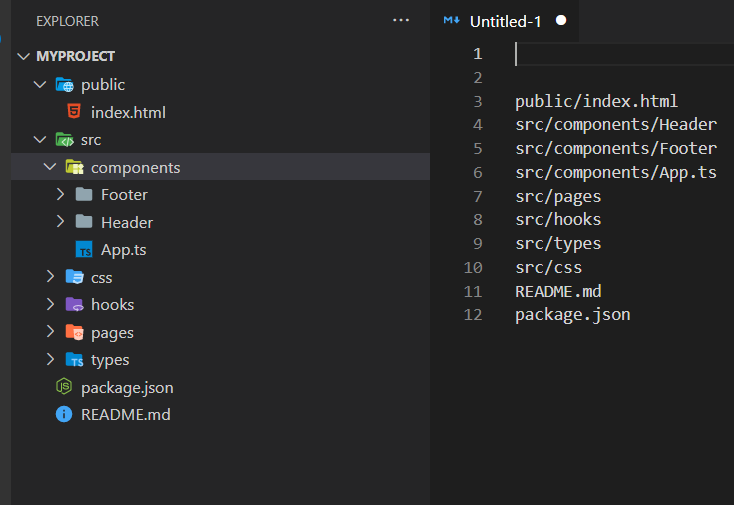 EXPLORER
MYPROJECT
public
index.html
src
components
Footer
Header
TS App.ts
css
hooks
pages
TS types
JS package.json
i README.md
M↓ Untitled-1
1
2
3 public/index.html
4 src/components/Header
5 src/components/Footer
6 src/components/App.ts
7 src/pages
8 src/hooks
9 src/types
10 src/css
11 README.md
12 package.json